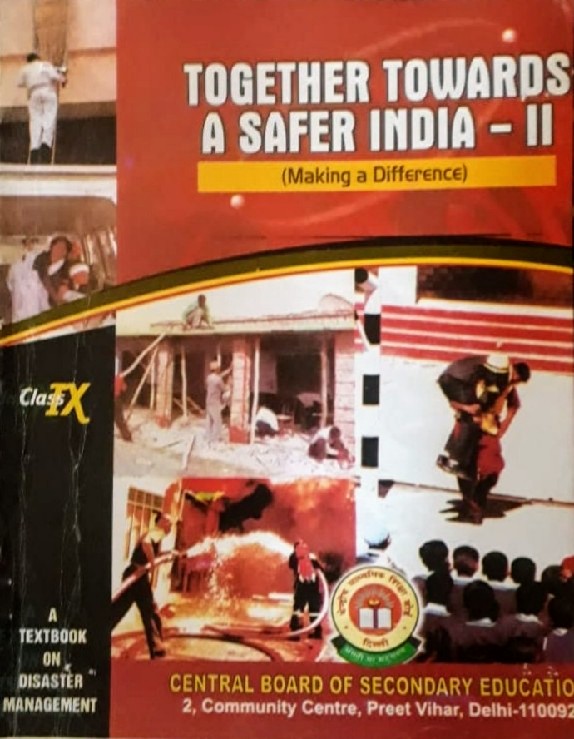 TOGETHER TOWARDS
A SAFER INDIA – II
(Making a Difference)
Class IX
A
TEXTBOOK
ON
DISASTER
MANAGEMENT
केन्द्रीय माध्यमिक शिक्षा बोर्ड
दिल्ली
CENTRAL BOARD OF SECONDARY EDUCATIO
2, Community Centre, Preet Vihar, Delhi-110092